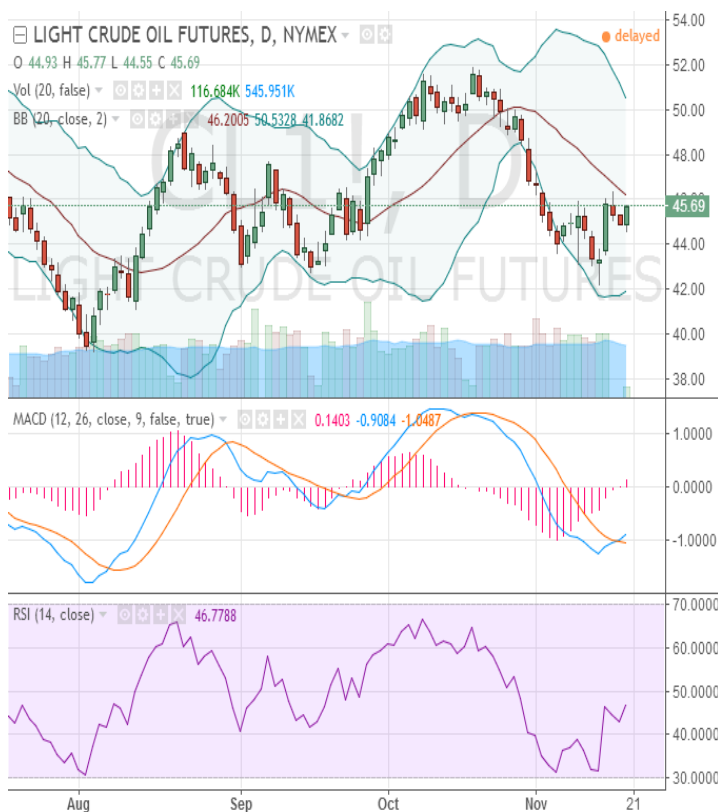 LIGHT CRUDE OIL FUTURES, D, NYMEX
delayed
O 44.93 H 45.77 L 44.55 C 45.69
Vol (20, false) 116.684K 545.951K
BB (20, close, 2) 46.2005 50.5328 41.8682
CL1!, D
LIGHT CRUDE OIL FUTURES
54.00
52.00
50.00
48.00
46.00
45.69
44.00
42.00
40.00
38.00
MACD (12, 26, close, 9, false, true) 0.1403 -0.9084 -1.0487
1.0000
0.0000
-1.0000
RSI (14, close) 46.7788
70.0000
60.0000
50.0000
40.0000
30.0000
Aug Sep Oct Nov 21